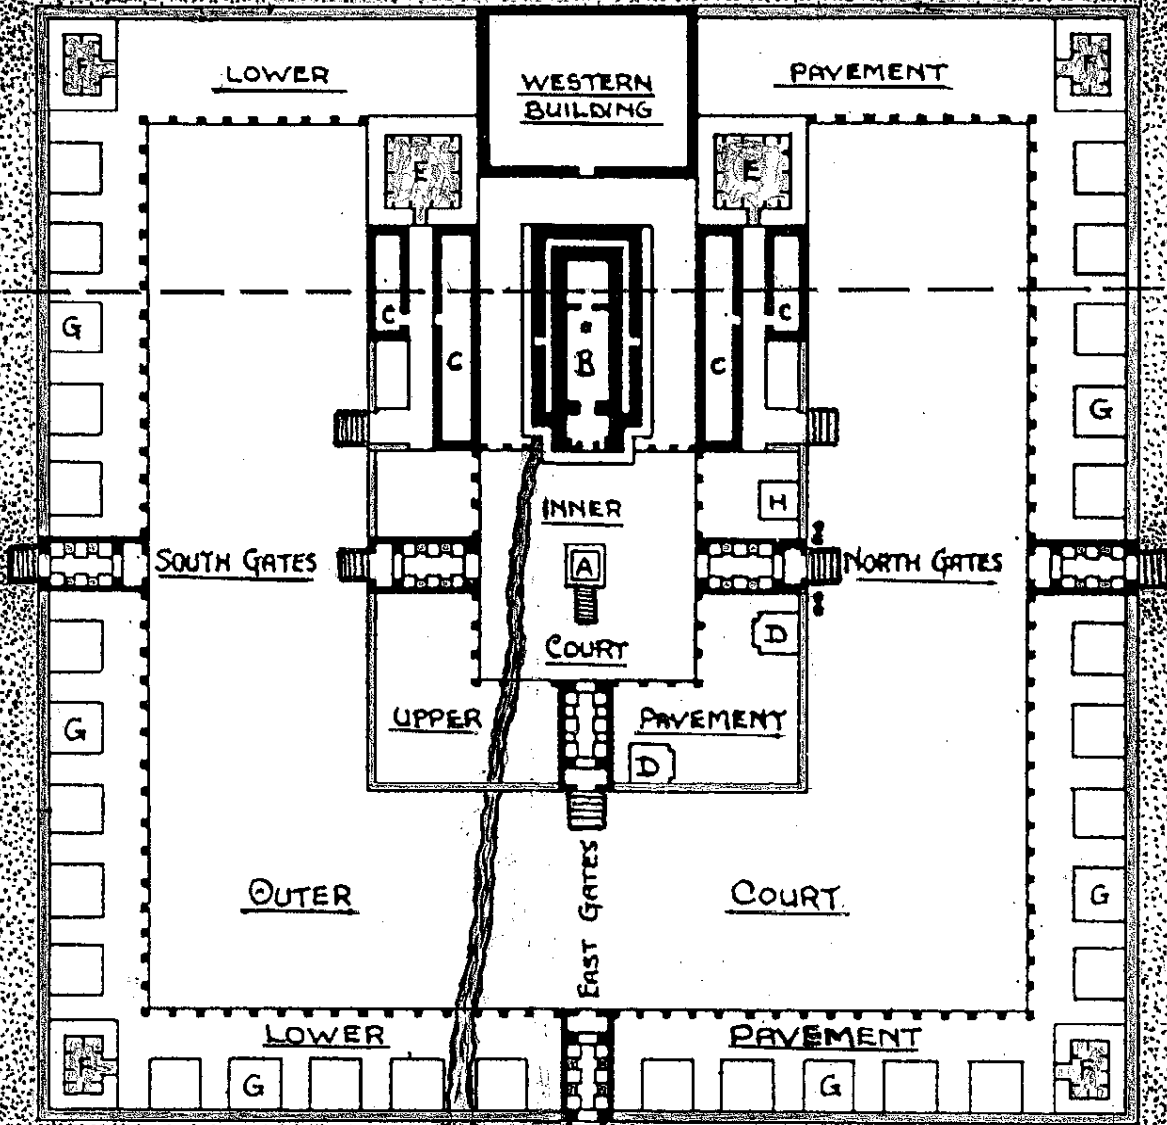 F
F
LOWER
WESTERN
BUILDING
PAVEMENT
E
E
C
C
G
B
C
C
G
H
INNER
SOUTH GATES
A
NORTH GATES
D
COURT
UPPER
PAVEMENT
G
D
EAST GATES
OUTER
COURT
G
LOWER
PAVEMENT
F
G
G
F